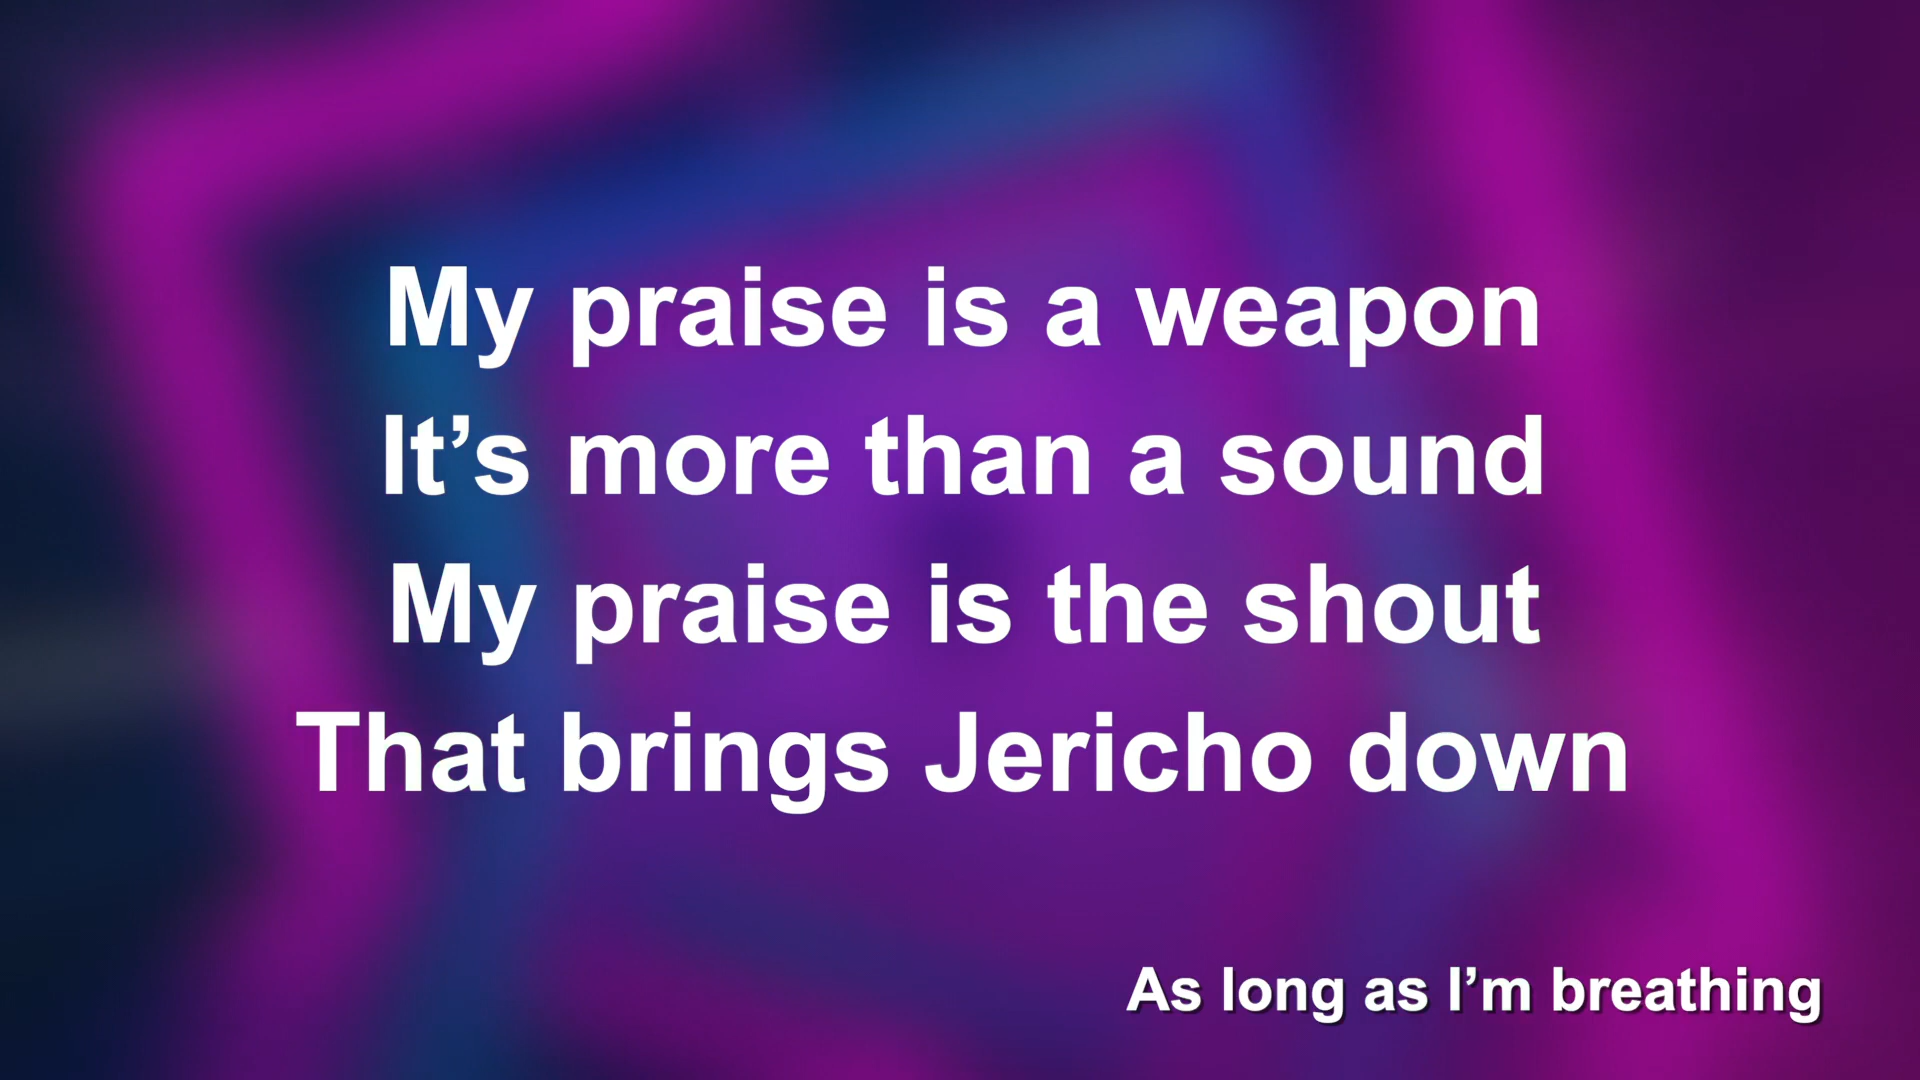 My praise is a weapon
It’s more than a sound
My praise is the shout
That brings Jericho down
As long as I’m breathing